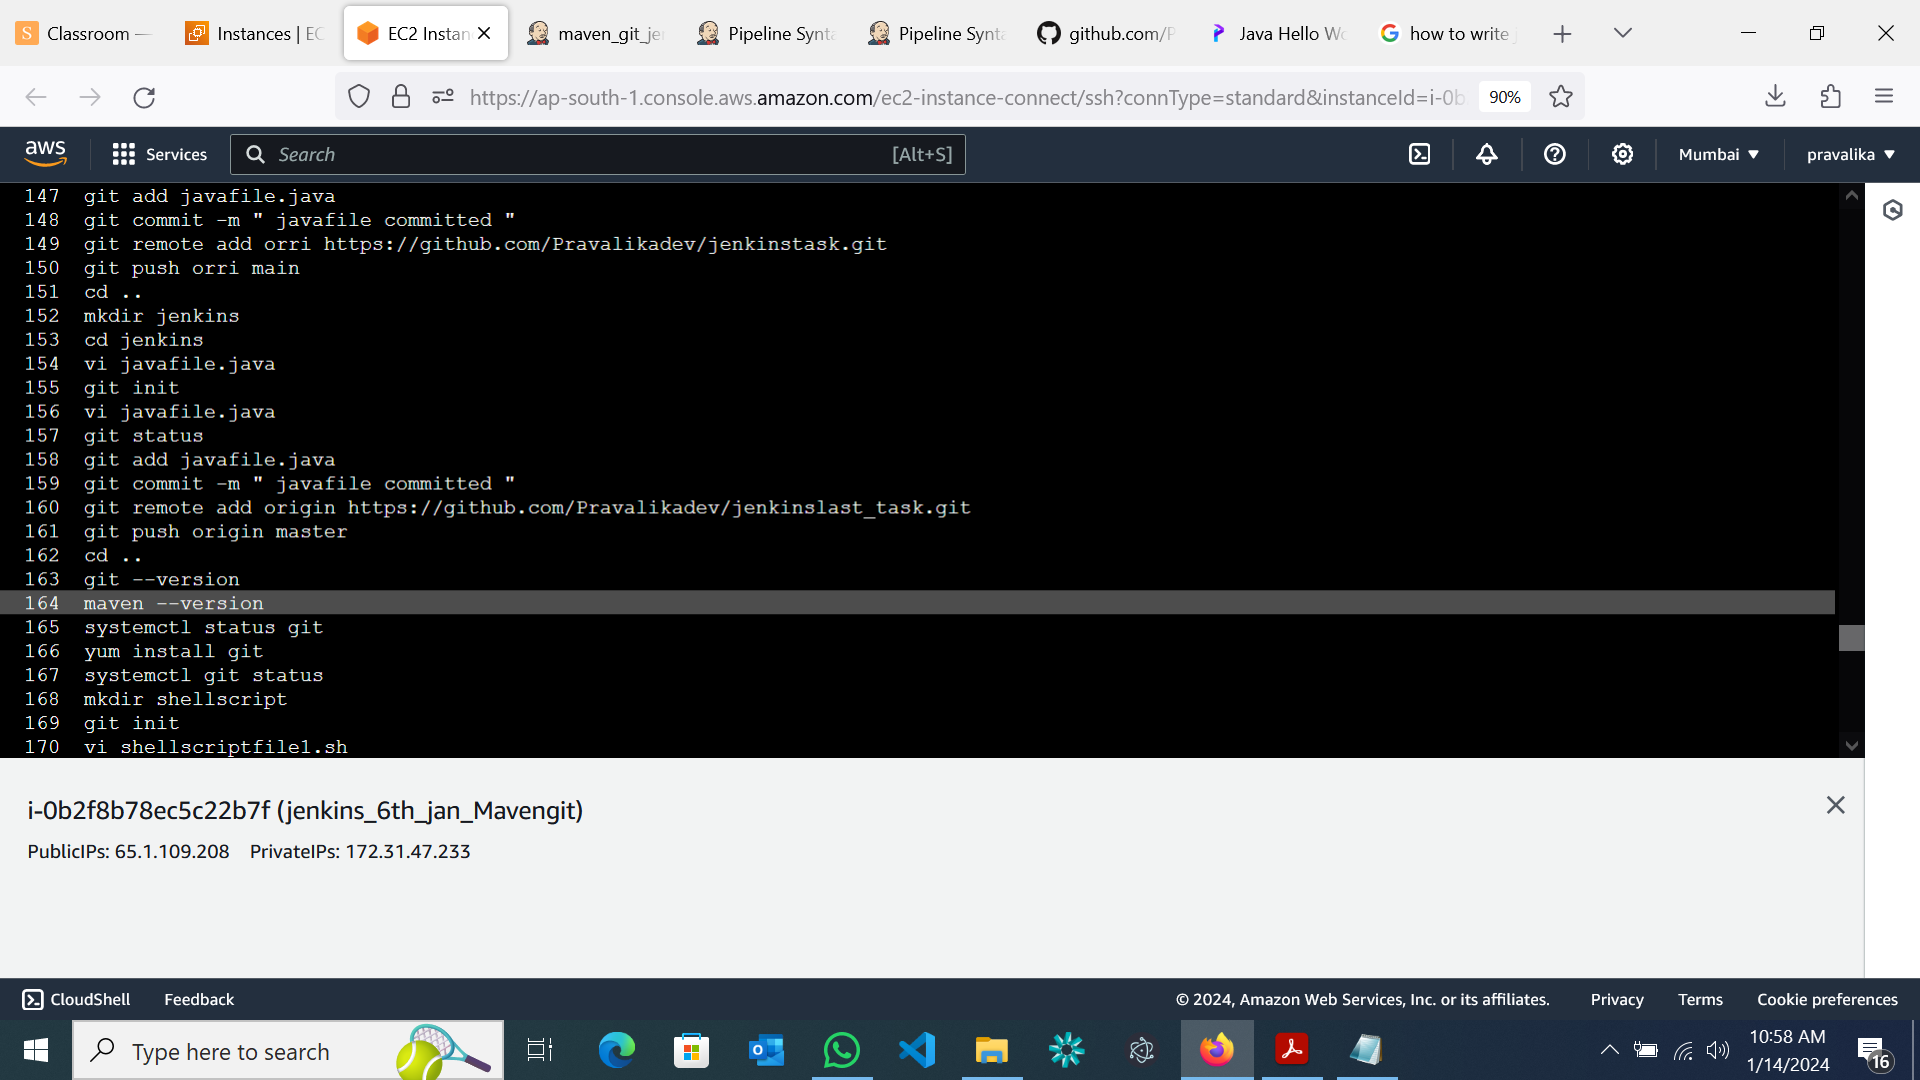 Classroom —
Instances | EC
EC2 Instan
maven_git_je
Pipeline Synta
Pipeline Synta
github.com/P
Java Hello Wo
how to write j
https://ap-south-1.console.aws.amazon.com/ec2-instance-connect/ssh?connType=standard&instanceId=i-0b
90%
aws
Services
Search
[Alt+S]
Mumbai
pravalika
147 git add javafile.java
148 git commit -m " javafile committed "
149 git remote add orri https://github.com/Pravalikadev/jenkinstask.git
150 git push orri main
151 cd ..
152 mkdir jenkins
153 cd jenkins
154 vi javafile.java
155 git init
156 vi javafile.java
157 git status
158 git add javafile.java
159 git commit -m " javafile committed "
160 git remote add origin https://github.com/Pravalikadev/jenkinslast_task.git
161 git push origin master
162 cd ..
163 git --version
164 maven --version
165 systemctl status git
166 yum install git
167 systemctl git status
168 mkdir shellscript
169 git init
170 vi shellscriptfile1.sh
i-0b2f8b78ec5c22b7f (jenkins_6th_jan_Mavengit)
PublicIPs: 65.1.109.208 PrivateIPs: 172.31.47.233
CloudShell
Feedback
© 2024, Amazon Web Services, Inc. or its affiliates.
Privacy
Terms
Cookie preferences
Type here to search
10:58 AM
1/14/2024
16